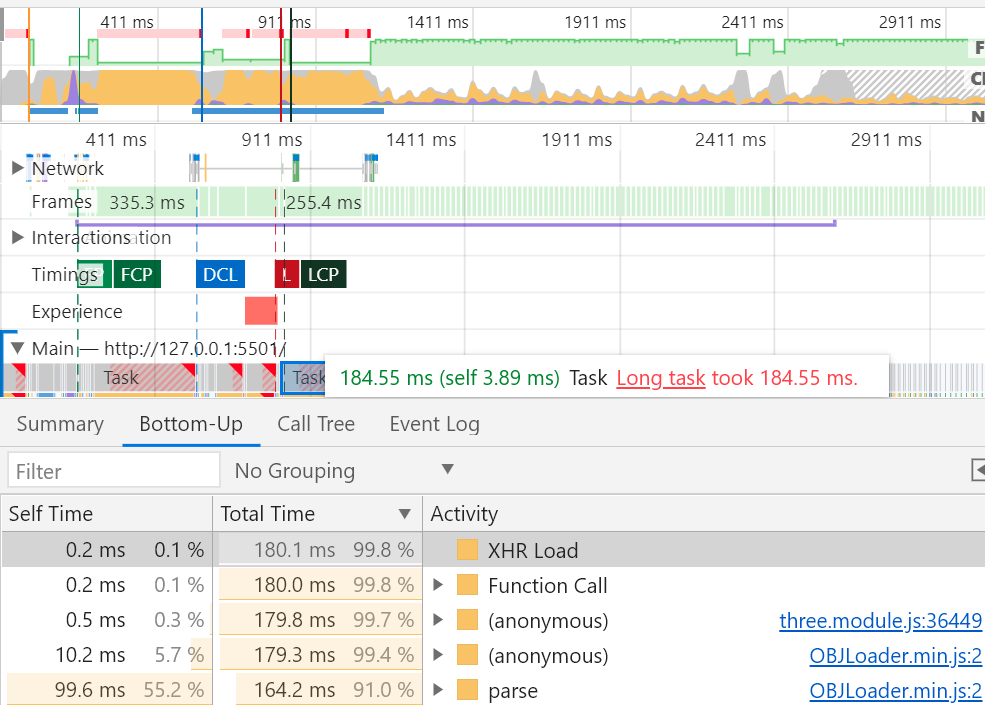 411 ms 911 ms 1411 ms 1911 ms 2411 ms 2911 ms
F
N
411 ms 911 ms 1411 ms 1911 ms 2411 ms 2911 ms
Network
Frames 335.3 ms 255.4 ms
Interactions
Timings FCP DCL L LCP
Experience
Main — http://127.0.0.1:5501/
Task Task 184.55 ms (self 3.89 ms) Task Long task took 184.55 ms.
Summary Bottom-Up Call Tree Event Log
Filter No Grouping
Self Time Total Time Activity
0.2 ms 0.1 % 180.1 ms 99.8 % XHR Load
0.2 ms 0.1 % 180.0 ms 99.8 % Function Call
0.5 ms 0.3 % 179.8 ms 99.7 % (anonymous) three.module.js:36449
10.2 ms 5.7 % 179.3 ms 99.4 % (anonymous) OBJLoader.min.js:2
99.6 ms 55.2 % 164.2 ms 91.0 % parse OBJLoader.min.js:2